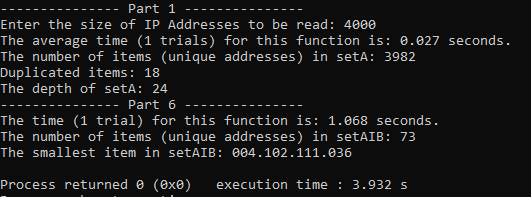 --------------- Part 1 ---------------
Enter the size of IP Addresses to be read: 4000
The average time (1 trials) for this function is: 0.027 seconds.
The number of items (unique addresses) in setA: 3982
Duplicated items: 18
The depth of setA: 24
--------------- Part 6 ---------------
The time (1 trial) for this function is: 1.068 seconds.
The number of items (unique addresses) in setAIB: 73
The smallest item in setAIB: 004.102.111.036
Process returned 0 (0x0)   execution time : 3.932 s